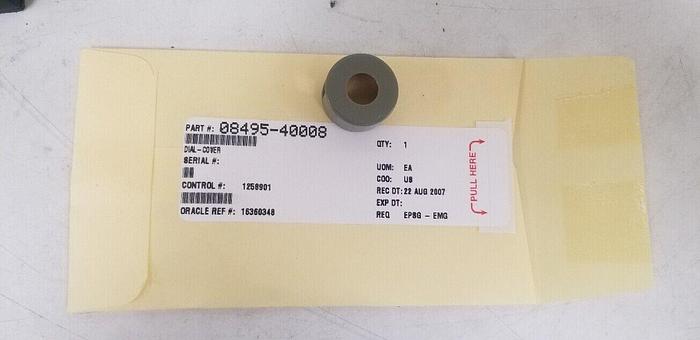 PART #: 08495-40008
DIAL-COVER
SERIAL #:
CONTROL #: 1258901
ORACLE REF #: 16360348
QTY: 1
UOM: EA
COO: US
REC DT: 22 AUG 2007
EXP DT:
REQ EPSG - EMG
PULL HERE